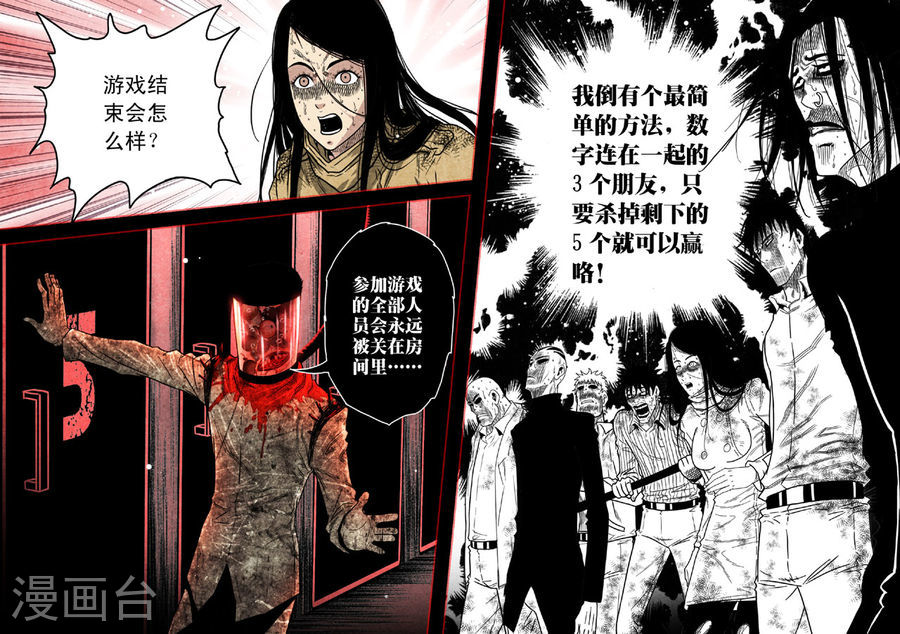 游戏结
束会怎
么样？
参加游戏
的全部人
员会永远
被关在房
间里……
我倒有个最简
单的方法，数
字连在一起的
3个朋友，只
要杀掉剩下的
5个就可以赢
咯！
漫画台